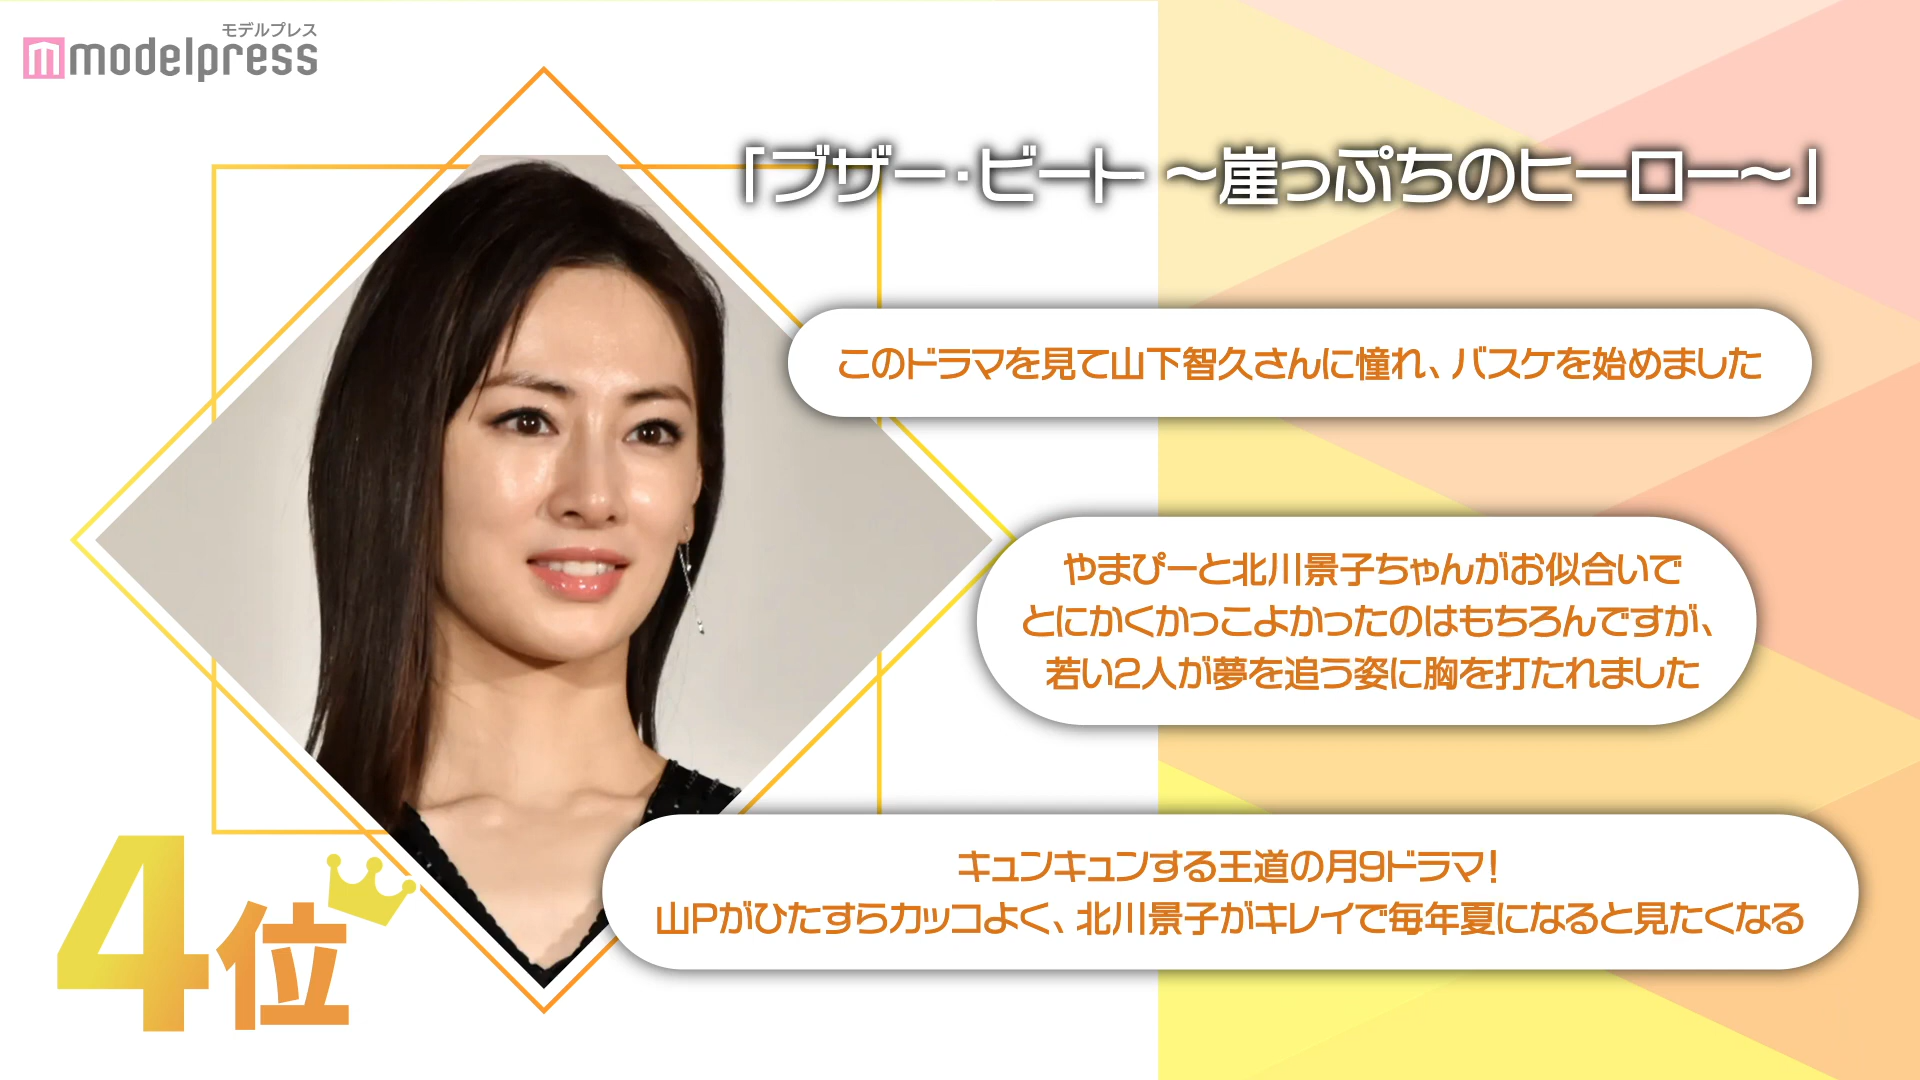 モデルプレス
modelpress
「ブザー・ビート ～崖っぷちのヒーロー～」
このドラマを見て山下智久さんに憧れ、バスケを始めました
やまぴーと北川景子ちゃんがお似合いで
とにかくかっこよかったのはもちろんですが、
若い2人が夢を追う姿に胸を打たれました
キュンキュンする王道の月9ドラマ！
山Pがひたすらカッコよく、北川景子がキレイで毎年夏になると見たくなる
4位